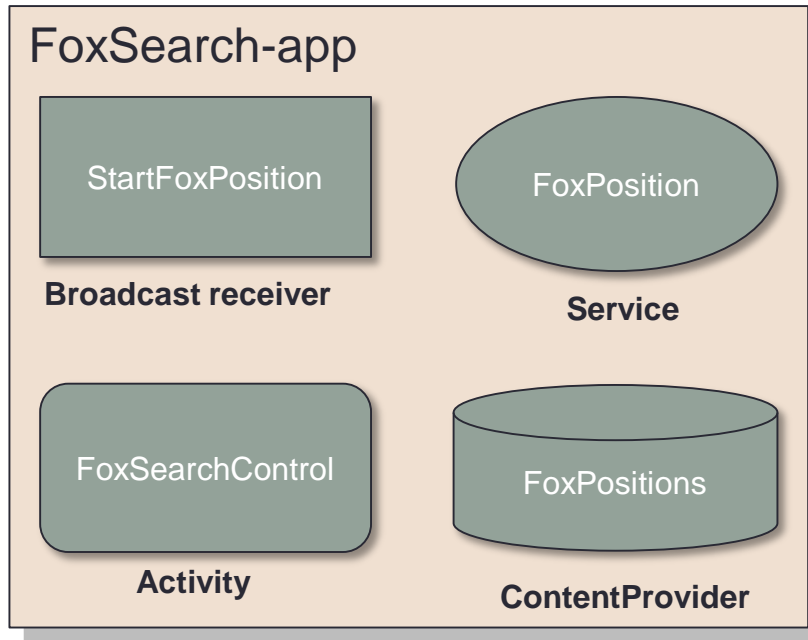 FoxSearch-app
StartFoxPosition
FoxPosition
Broadcast receiver
Service
FoxSearchControl
FoxPositions
Activity
ContentProvider